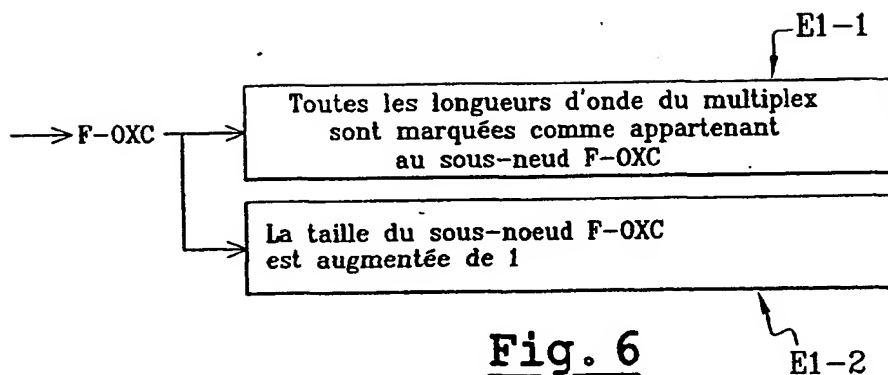 E1-1
Toutes les longueurs d'onde du multiplex
sont marquées comme appartenant
au sous-neud F-OXC
F-OXC
La taille du sous-noeud F-OXC
est augmentée de 1
Fig. 6
E1-2